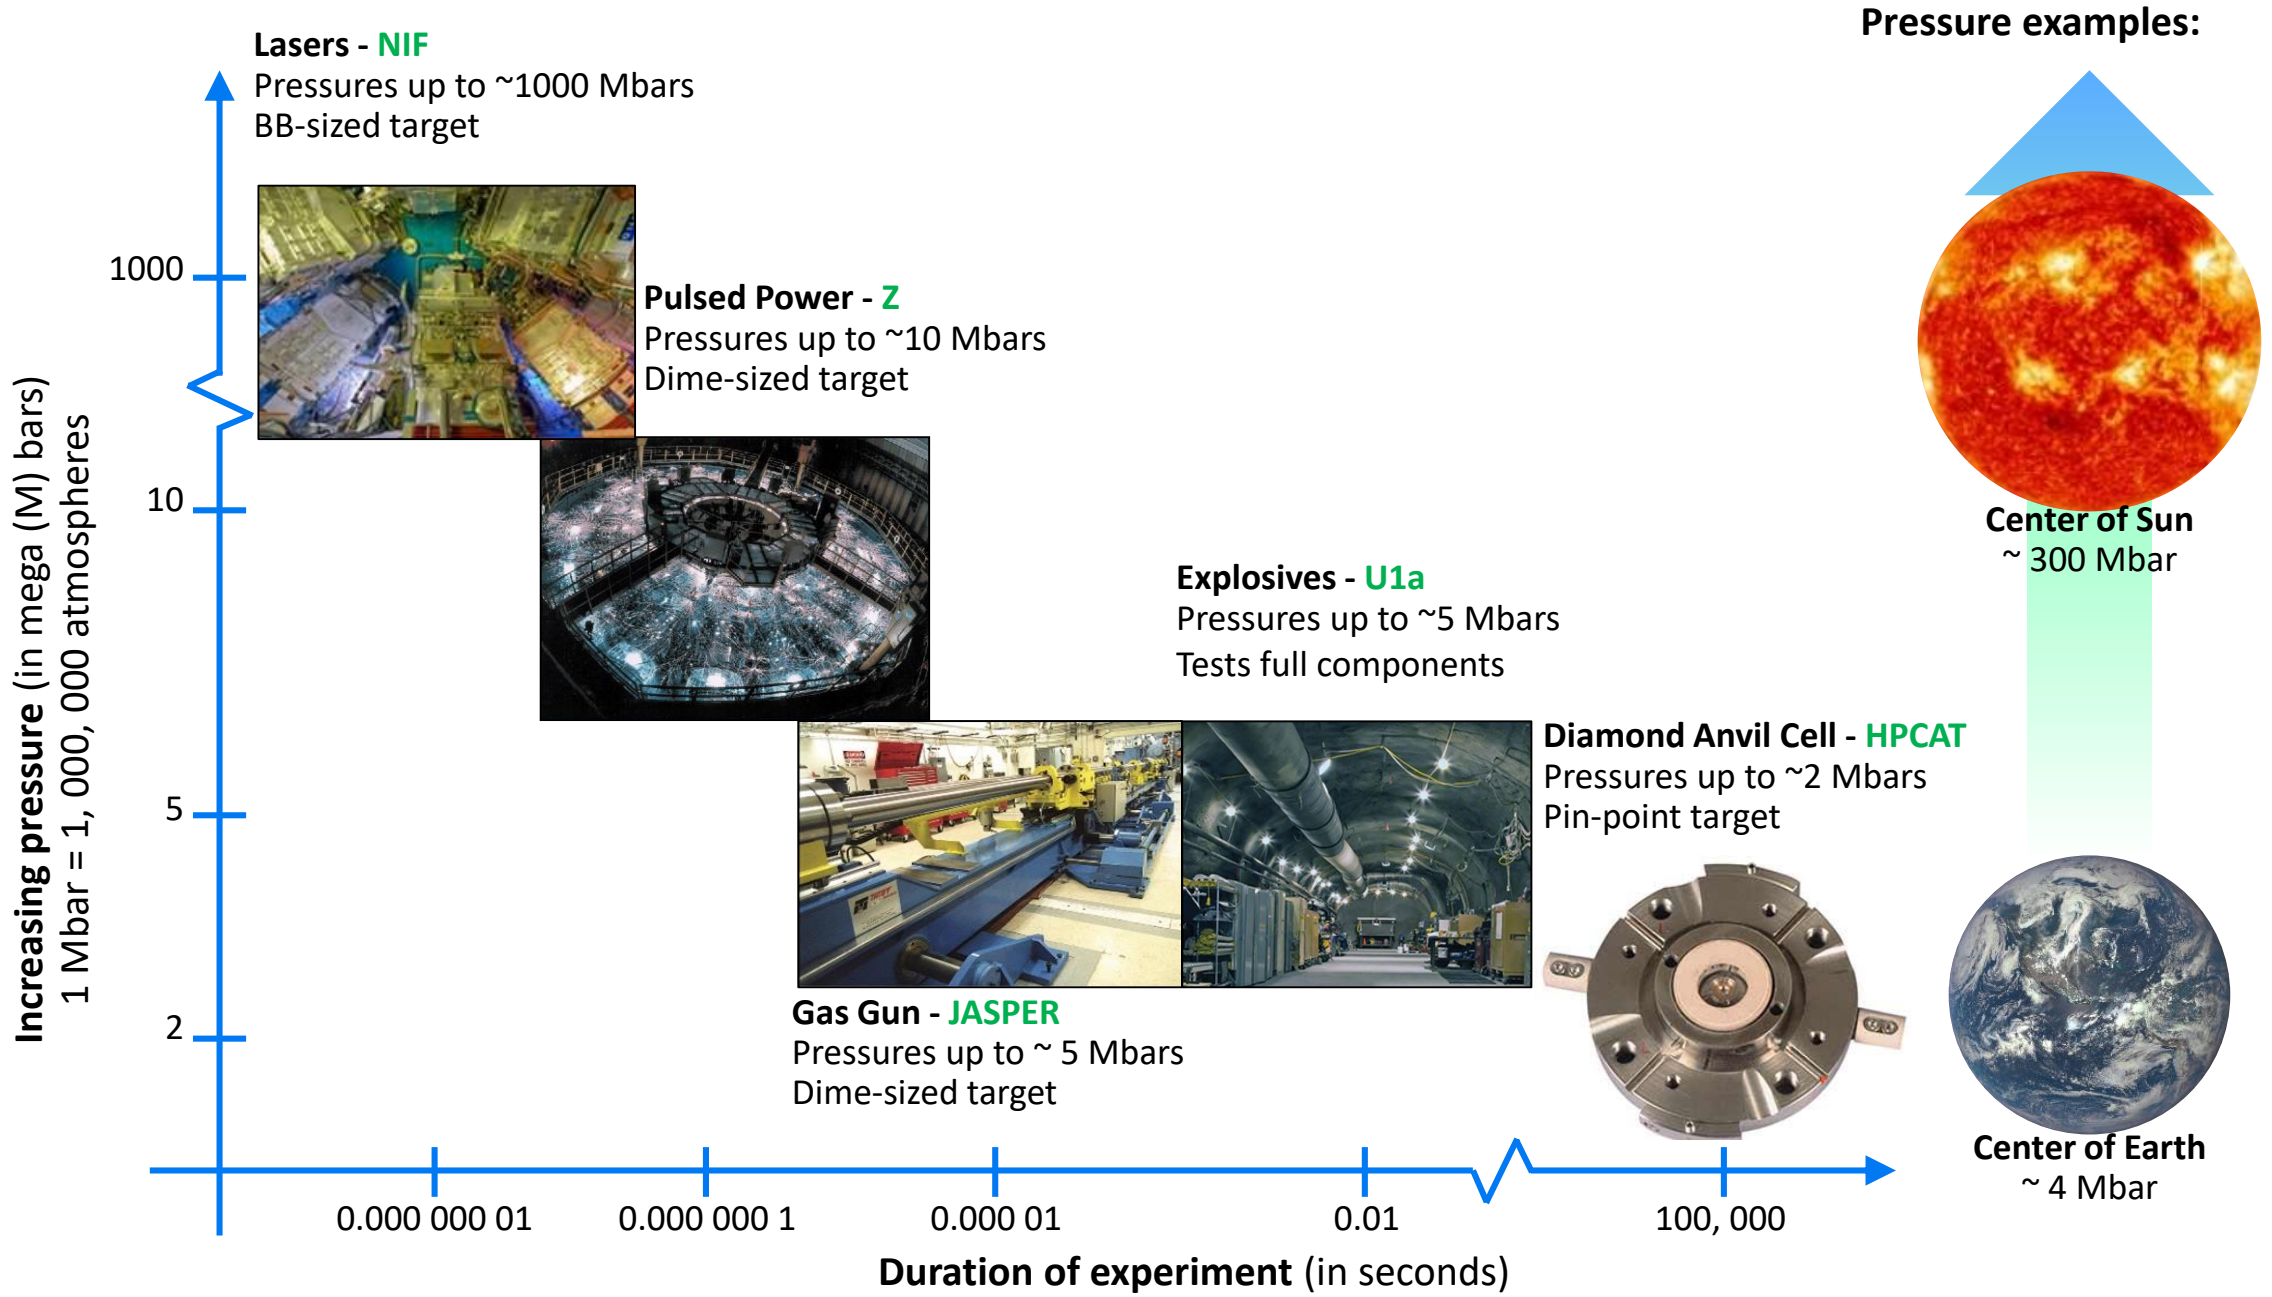 Pressure examples:
Lasers - NIF
Pressures up to ~1000 Mbars
BB-sized target
1000
Pulsed Power - Z
Pressures up to ~10 Mbars
Dime-sized target
10
Center of Sun
~ 300 Mbar
Explosives - U1a
Pressures up to ~5 Mbars
Tests full components
Increasing pressure (in mega (M) bars)
1 Mbar = 1, 000, 000 atmospheres
Diamond Anvil Cell - HPCAT
Pressures up to ~2 Mbars
Pin-point target
5
2
Gas Gun - JASPER
Pressures up to ~ 5 Mbars
Dime-sized target
Center of Earth
~ 4 Mbar
0.000 000 01
0.000 000 1
0.000 01
0.01
100, 000
Duration of experiment (in seconds)